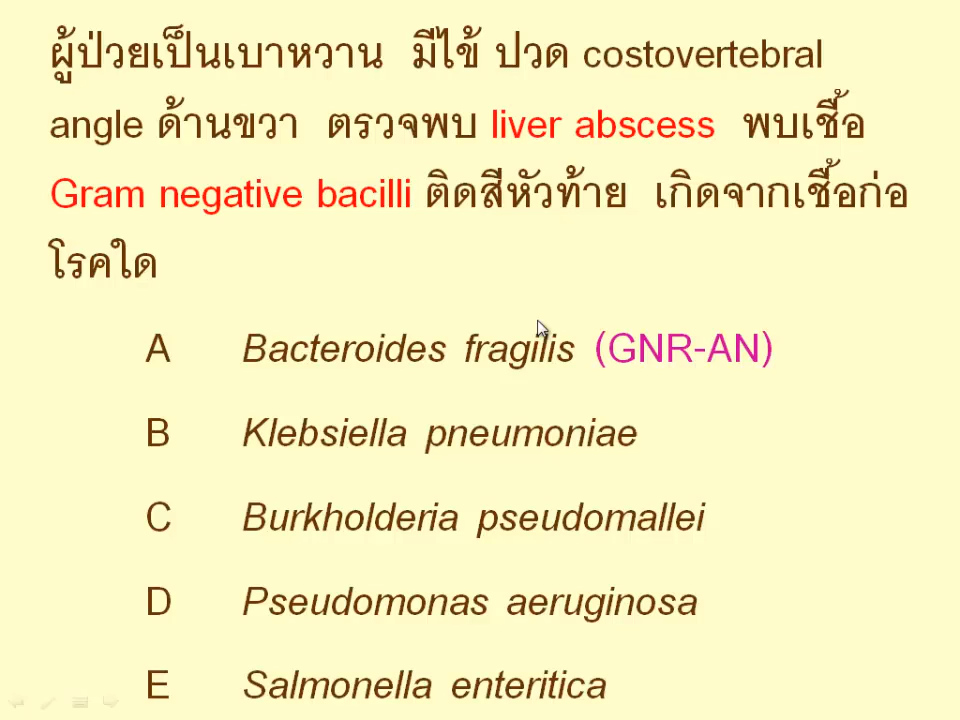 ผู้ป่วยเป็นเบาหวาน มีไข้ ปวด costovertebral
angle ด้านขวา ตรวจพบ liver abscess พบเชื้อ
Gram negative bacilli ติดสีหัวท้าย เกิดจากเชื้อก่อ
โรคใด
A Bacteroides fragilis (GNR-AN)
B Klebsiella pneumoniae
C Burkholderia pseudomallei
D Pseudomonas aeruginosa
E Salmonella enteritica